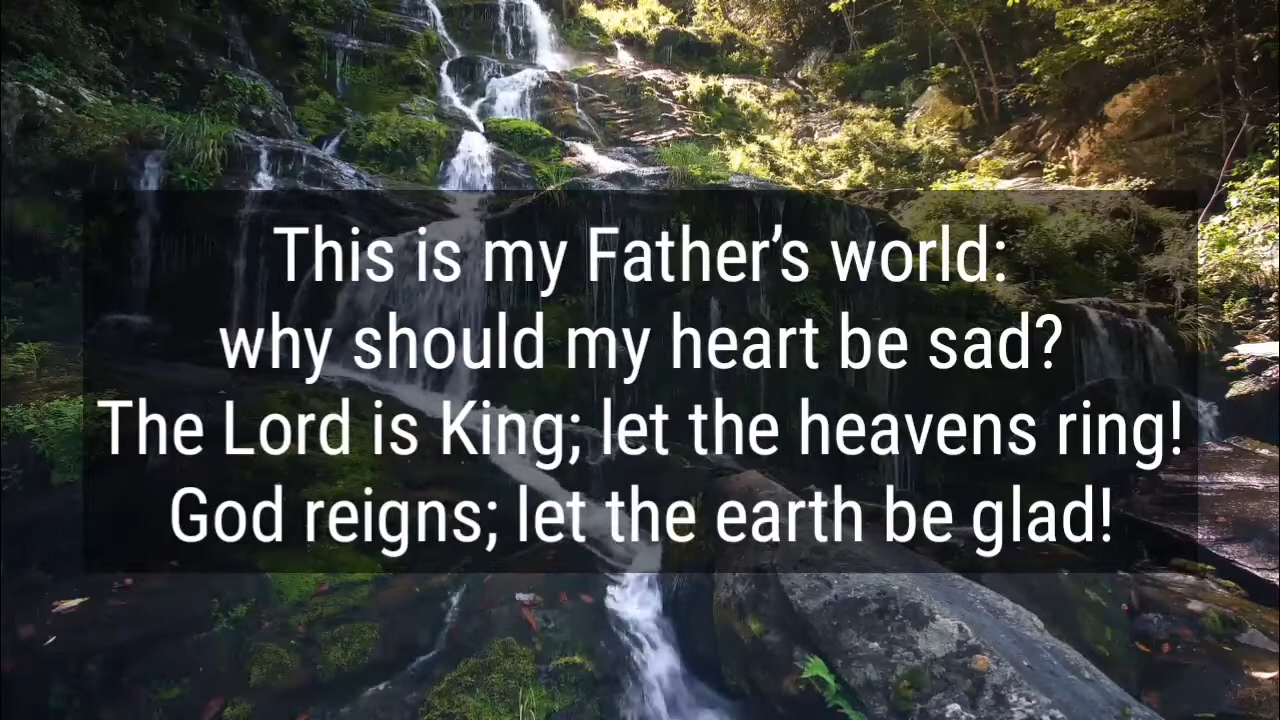 This is my Father’s world:
why should my heart be sad?
The Lord is King; let the heavens ring!
God reigns; let the earth be glad!